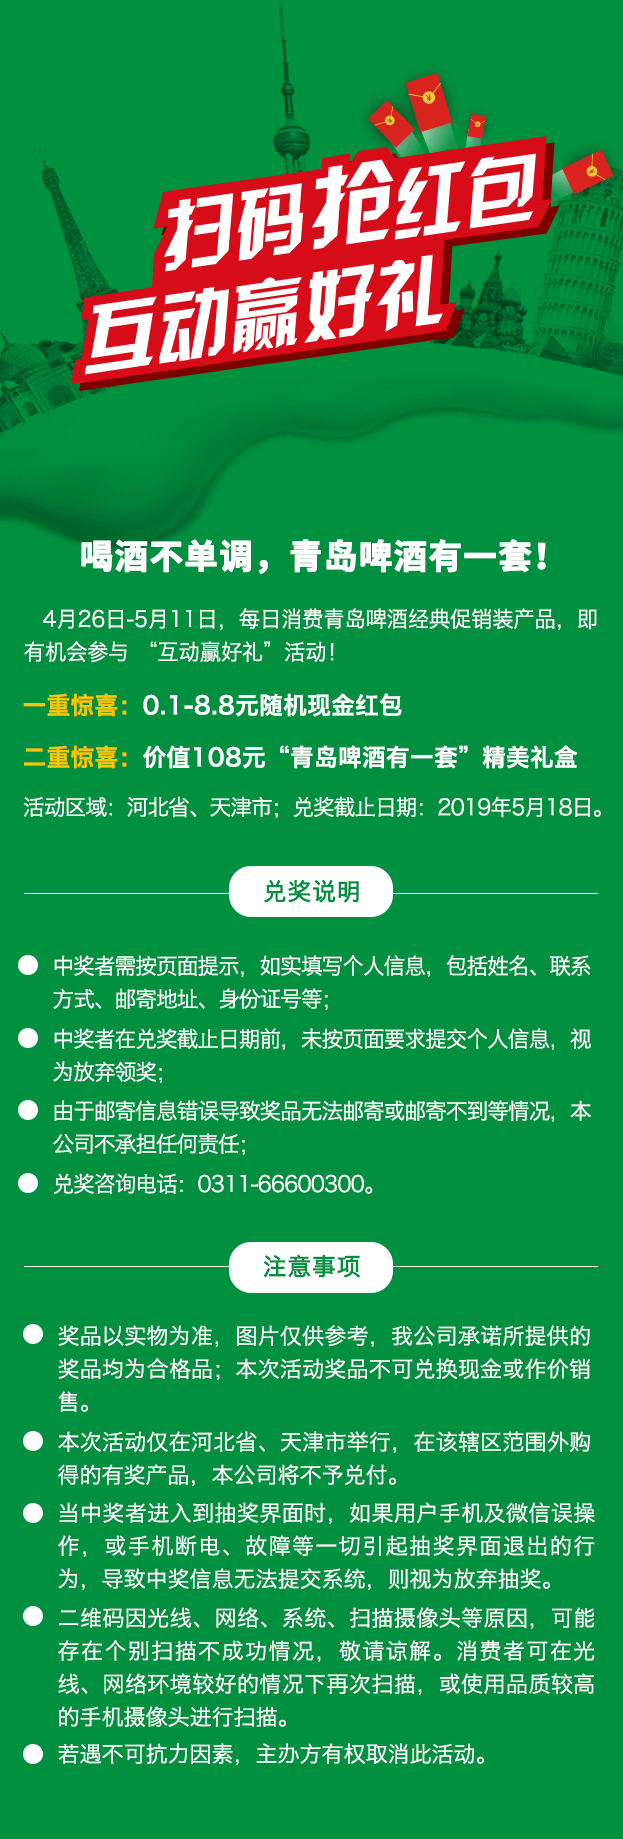 扫码抢红包
互动赢好礼
喝酒不单调，青岛啤酒有一套！
4月26日-5月11日，每日消费青岛啤酒经典促销装产品，即
有机会参与 “互动赢好礼”活动！
一重惊喜：0.1-8.8元随机现金红包
二重惊喜：价值108元“青岛啤酒有一套”精美礼盒
活动区域：河北省、天津市；兑奖截止日期：2019年5月18日。
兑奖说明
中奖者需按页面提示，如实填写个人信息，包括姓名、联系
方式、邮寄地址、身份证号等；
中奖者在兑奖截止日期前，未按页面要求提交个人信息，视
为放弃领奖；
由于邮寄信息错误导致奖品无法邮寄或邮寄不到等情况，本
公司不承担任何责任；
兑奖咨询电话：0311-66600300。
注意事项
奖品以实物为准，图片仅供参考，我公司承诺所提供的
奖品均为合格品；本次活动奖品不可兑换现金或作价销
售。
本次活动仅在河北省、天津市举行，在该辖区范围外购
得的有奖产品，本公司将不予兑付。
当中奖者进入到抽奖界面时，如果用户手机及微信误操
作，或手机断电、故障等一切引起抽奖界面退出的行
为，导致中奖信息无法提交系统，则视为放弃抽奖。
二维码因光线、网络、系统、扫描摄像头等原因，可能
存在个别扫描不成功情况，敬请谅解。消费者可在光
线、网络环境较好的情况下再次扫描，或使用品质较高
的手机摄像头进行扫描。
若遇不可抗力因素，主办方有权取消此活动。